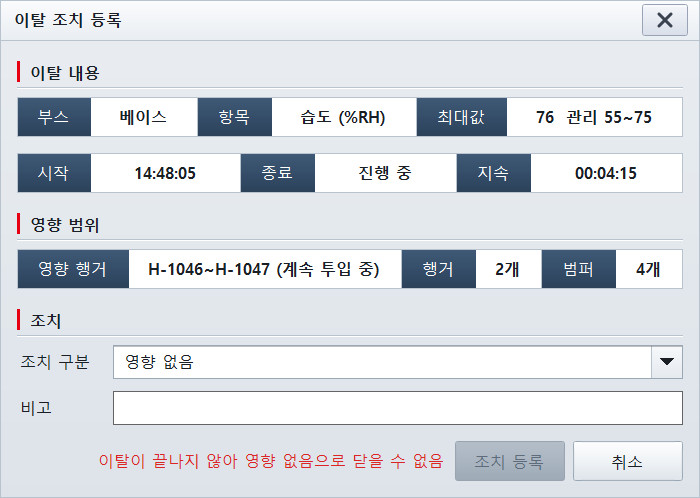 이탈 조치 등록
이탈 내용
부스 베이스 항목 습도 (%RH) 최대값 76 관리 55~75
시작 14:48:05 종료 진행 중 지속 00:04:15
영향 범위
영향 행거 H-1046~H-1047 (계속 투입 중) 행거 2개 범퍼 4개
조치
조치 구분 영향 없음
비고
이탈이 끝나지 않아 영향 없음으로 닫을 수 없음 조치 등록 취소